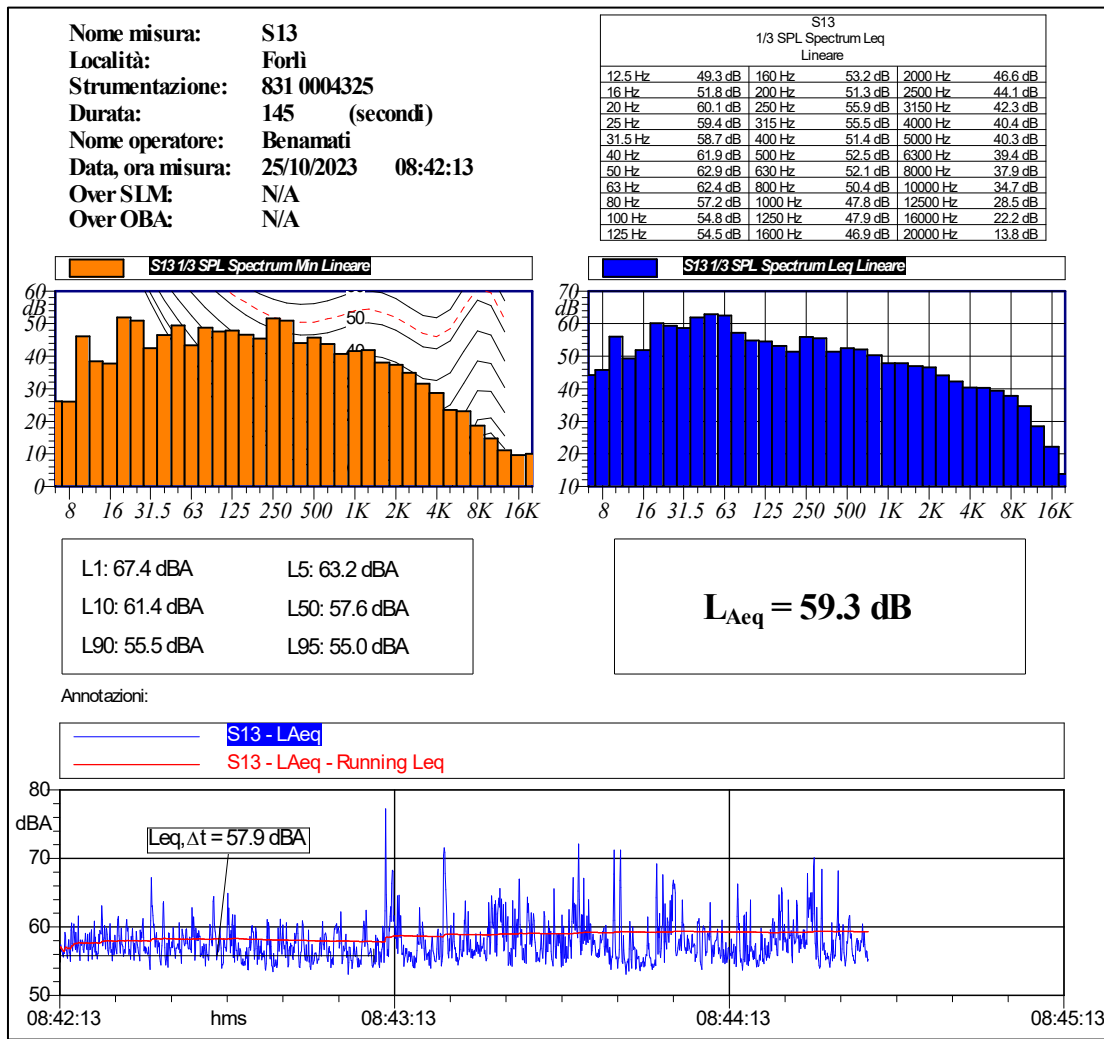 Nome misura: S13
Località: Forlì
Strumentazione: 831 0004325
Durata: 145 (secondi)
Nome operatore: Benamati
Data, ora misura: 25/10/2023 08:42:13
Over SLM: N/A
Over OBA: N/A
S13
1/3 SPL Spectrum Leq
Lineare
12.5 Hz 49.3 dB 160 Hz 53.2 dB 2000 Hz 46.6 dB
16 Hz 51.8 dB 200 Hz 51.3 dB 2500 Hz 44.1 dB
20 Hz 60.1 dB 250 Hz 55.9 dB 3150 Hz 42.3 dB
25 Hz 59.4 dB 315 Hz 55.5 dB 4000 Hz 40.4 dB
31.5 Hz 58.7 dB 400 Hz 51.4 dB 5000 Hz 40.3 dB
40 Hz 61.9 dB 500 Hz 52.5 dB 6300 Hz 39.4 dB
50 Hz 62.9 dB 630 Hz 52.1 dB 8000 Hz 37.9 dB
63 Hz 62.4 dB 800 Hz 50.4 dB 10000 Hz 34.7 dB
80 Hz 57.2 dB 1000 Hz 47.8 dB 12500 Hz 28.5 dB
100 Hz 54.8 dB 1250 Hz 47.9 dB 16000 Hz 22.2 dB
125 Hz 54.5 dB 1600 Hz 46.9 dB 20000 Hz 13.8 dB
S13 1/3 SPL Spectrum Min Lineare
60
dB
50
40
30
20
10
0
50
8 16 31.5 63 125 250 500 1K 2K 4K 8K 16K
S13 1/3 SPL Spectrum Leq Lineare
70
dB
60
50
40
30
20
10
8 16 31.5 63 125 250 500 1K 2K 4K 8K 16K
L1: 67.4 dBA L5: 63.2 dBA
L10: 61.4 dBA L50: 57.6 dBA
L90: 55.5 dBA L95: 55.0 dBA
LAeq = 59.3 dB
Annotazioni:
S13 - LAeq
S13 - LAeq - Running Leq
80
dBA
70
60
50
Leq,Δt = 57.9 dBA
08:42:13 hms 08:43:13 08:44:13 08:45:13